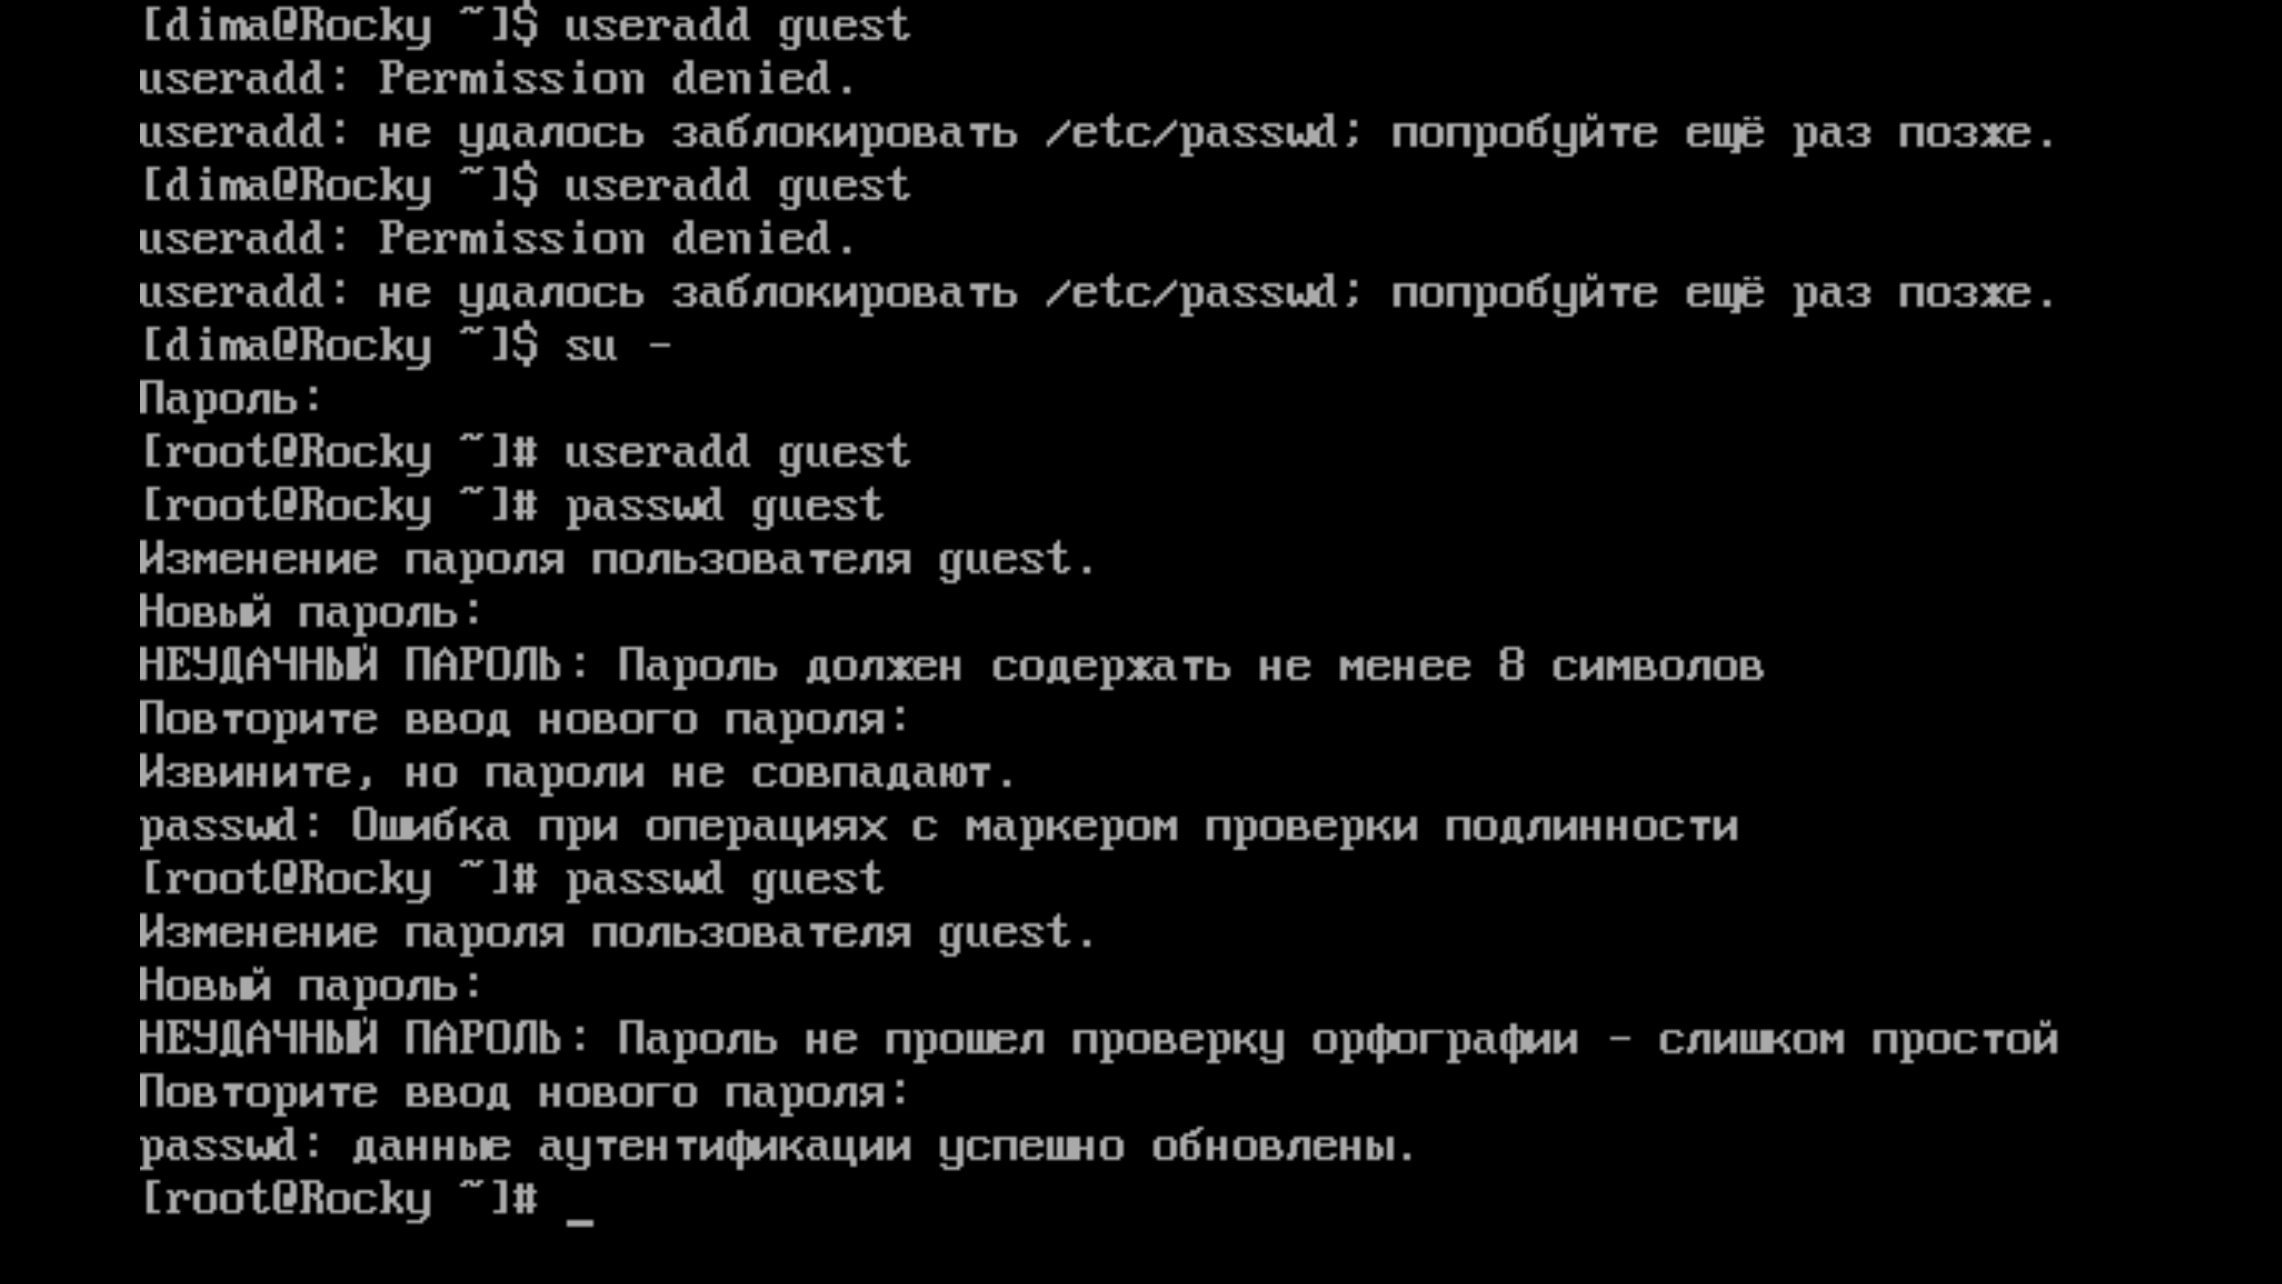 [dima@Rocky ~]$ useradd guest
useradd: Permission denied.
useradd: не удалось заблокировать /etc/passwd; попробуйте ещё раз позже.
[dima@Rocky ~]$ useradd guest
useradd: Permission denied.
useradd: не удалось заблокировать /etc/passwd; попробуйте ещё раз позже.
[dima@Rocky ~]$ su -
Пароль:
[root@Rocky ~]# useradd guest
[root@Rocky ~]# passwd guest
Изменение пароля пользователя guest.
Новый пароль:
НЕУДАЧНЫЙ ПАРОЛЬ: Пароль должен содержать не менее 8 символов
Повторите ввод нового пароля:
Извините, но пароли не совпадают.
passwd: Ошибка при операциях с маркером проверки подлинности
[root@Rocky ~]# passwd guest
Изменение пароля пользователя guest.
Новый пароль:
НЕУДАЧНЫЙ ПАРОЛЬ: Пароль не прошел проверку орфографии - слишком простой
Повторите ввод нового пароля:
passwd: данные аутентификации успешно обновлены.
[root@Rocky ~]# _